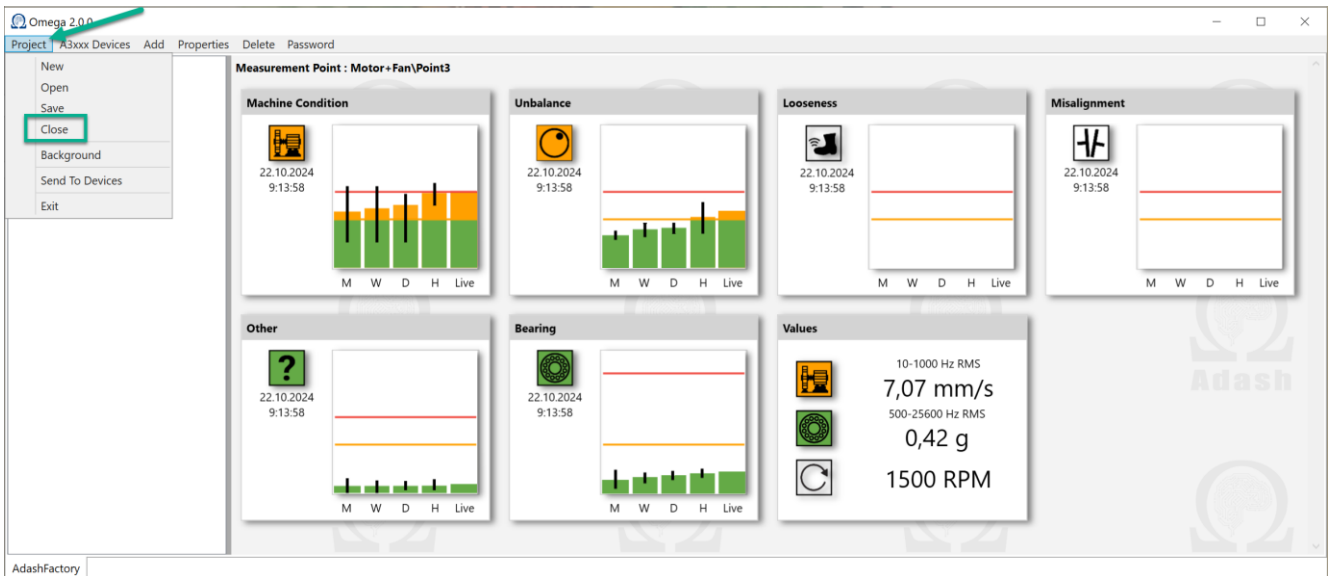 Omega 2.0.0
Project A3xxx Devices Add Properties Delete Password
New
Open
Save
Close
Background
Send To Devices
Exit
Measurement Point : Motor+Fan\Point3
Machine Condition
22.10.2024
9:13:58
M W D H Live
Unbalance
22.10.2024
9:13:58
M W D H Live
Looseness
22.10.2024
9:13:58
M W D H Live
Misalignment
22.10.2024
9:13:58
M W D H Live
Other
?
22.10.2024
9:13:58
M W D H Live
Bearing
22.10.2024
9:13:58
M W D H Live
Values
10-1000 Hz RMS
7,07 mm/s
500-25600 Hz RMS
0,42 g
1500 RPM
Adash
AdashFactory